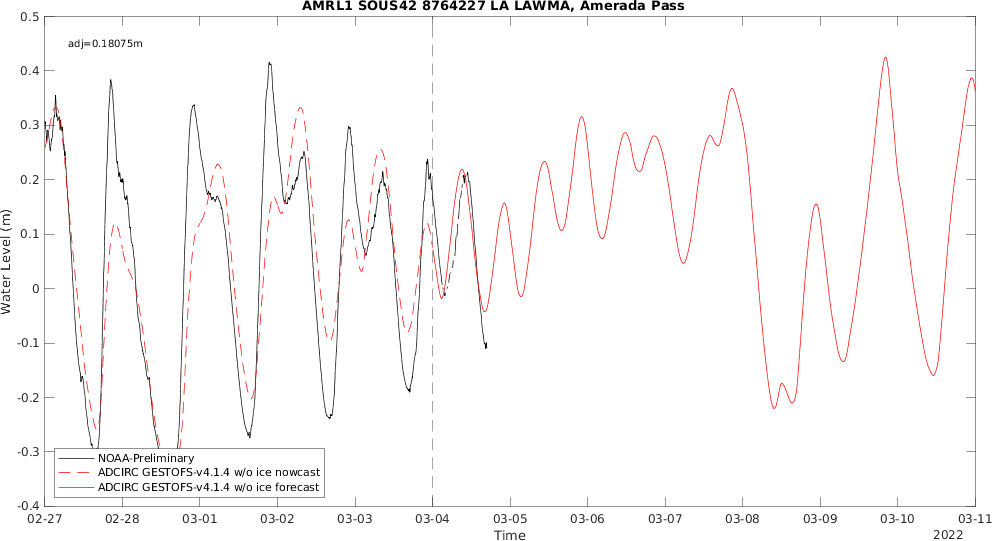 AMRL1 SOUS42 8764227 LA LAWMA, Amerada Pass
adj=0.18075m
0.5
0.4
0.3
0.2
0.1
0
-0.1
-0.2
-0.3
-0.4
Water Level (m)
NOAA-Preliminary
ADCIRC GESTOFS-v4.1.4 w/o ice nowcast
ADCIRC GESTOFS-v4.1.4 w/o ice forecast
02-27 02-28 03-01 03-02 03-03 03-04 03-05 03-06 03-07 03-08 03-09 03-10 03-11
Time
2022